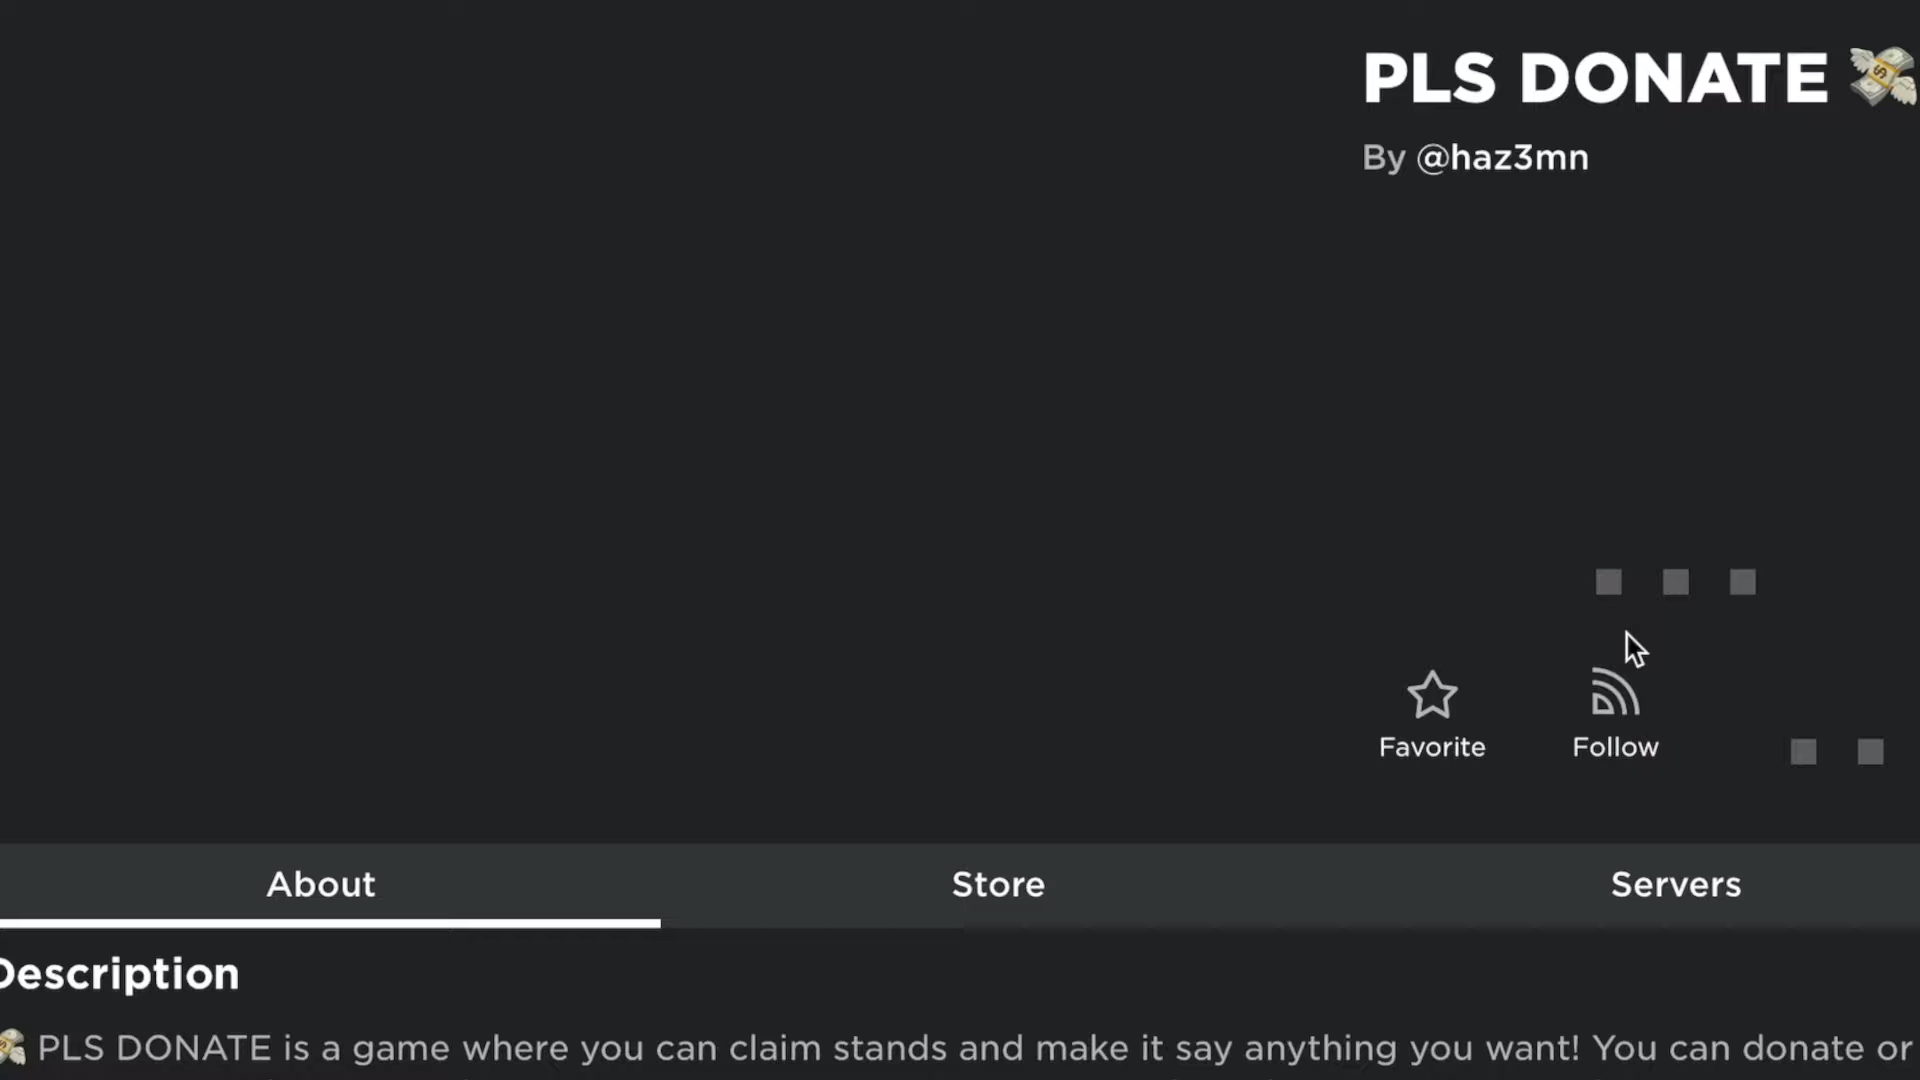 PLS DONATE 💸
By @haz3mn
Favorite
Follow
About
Store
Servers
Description
💸 PLS DONATE is a game where you can claim stands and make it say anything you want! You can donate or